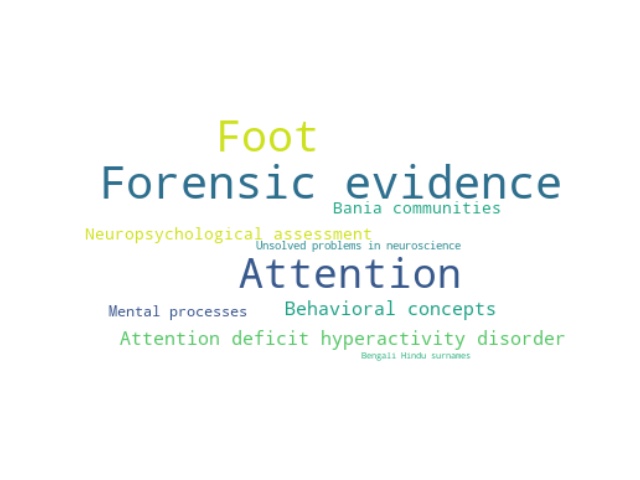 Foot
Forensic evidence
Bania communities
Neuropsychological assessment
Unsolved problems in neuroscience
Attention
Mental processes
Behavioral concepts
Attention deficit hyperactivity disorder
Bengali Hindu surnames